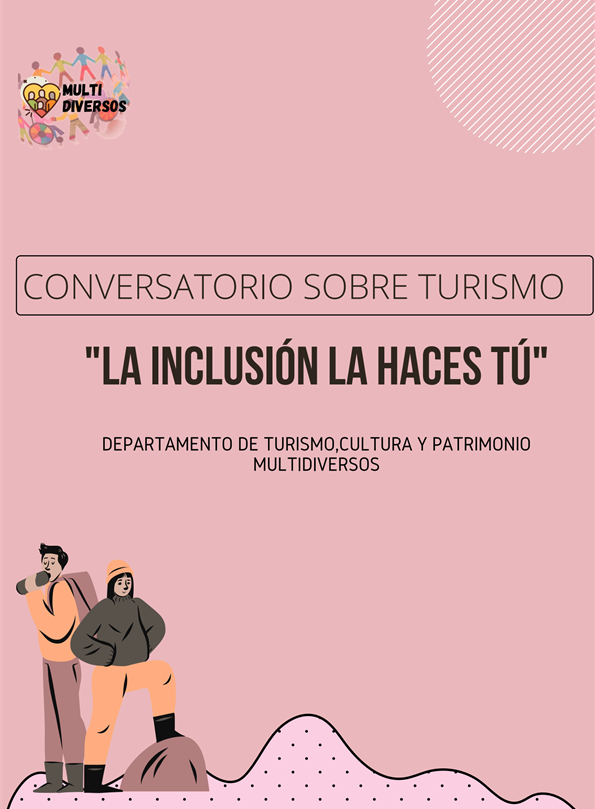 MULTI
DIVERSOS
CONVERSATORIO SOBRE TURISMO
"LA INCLUSIÓN LA HACES TÚ"
DEPARTAMENTO DE TURISMO,CULTURA Y PATRIMONIO
MULTIDIVERSOS